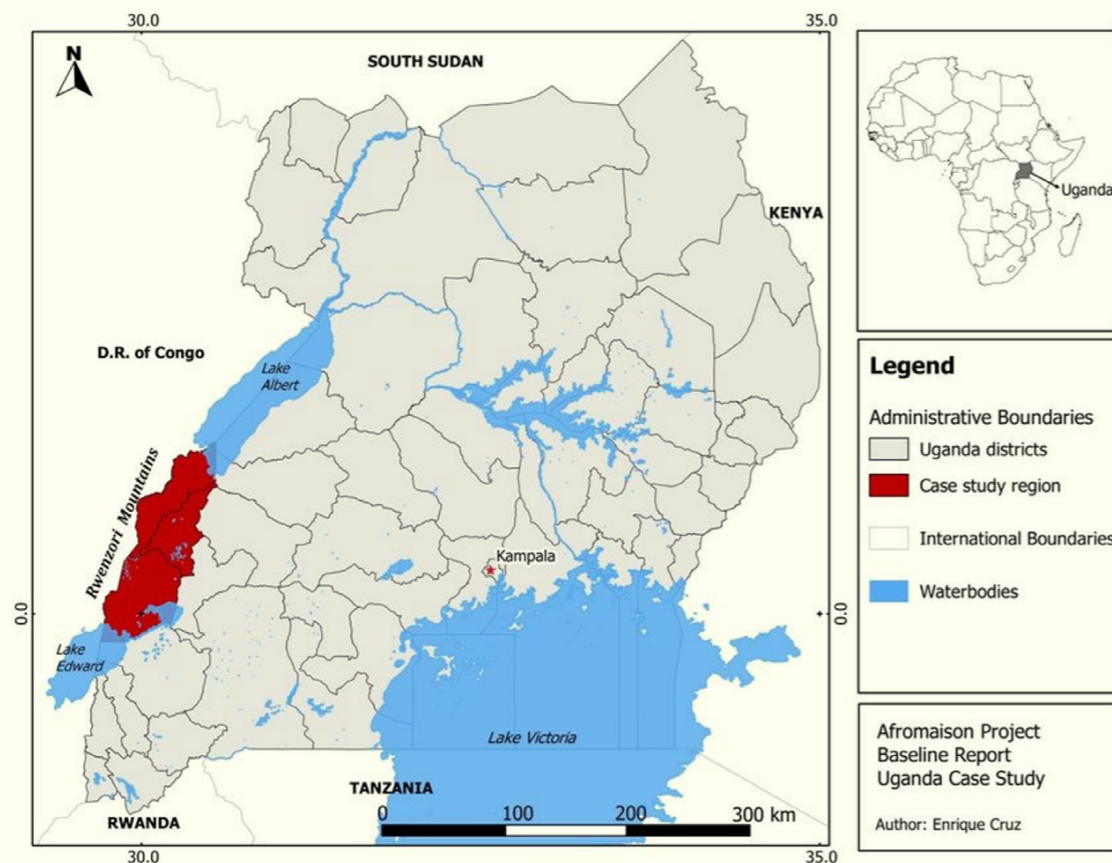 30.0
35.0
N
SOUTH SUDAN
KENYA
D.R. of Congo
Lake
Albert
Rwenzori Mountains
Kampala
0.0
0.0
Lake
Edward
Lake Victoria
TANZANIA
RWANDA
0
100
200
300 km
30.0
35.0
Uganda
Legend
Administrative Boundaries
Uganda districts
Case study region
International Boundaries
Waterbodies
Afromaison Project
Baseline Report
Uganda Case Study
Author: Enrique Cruz